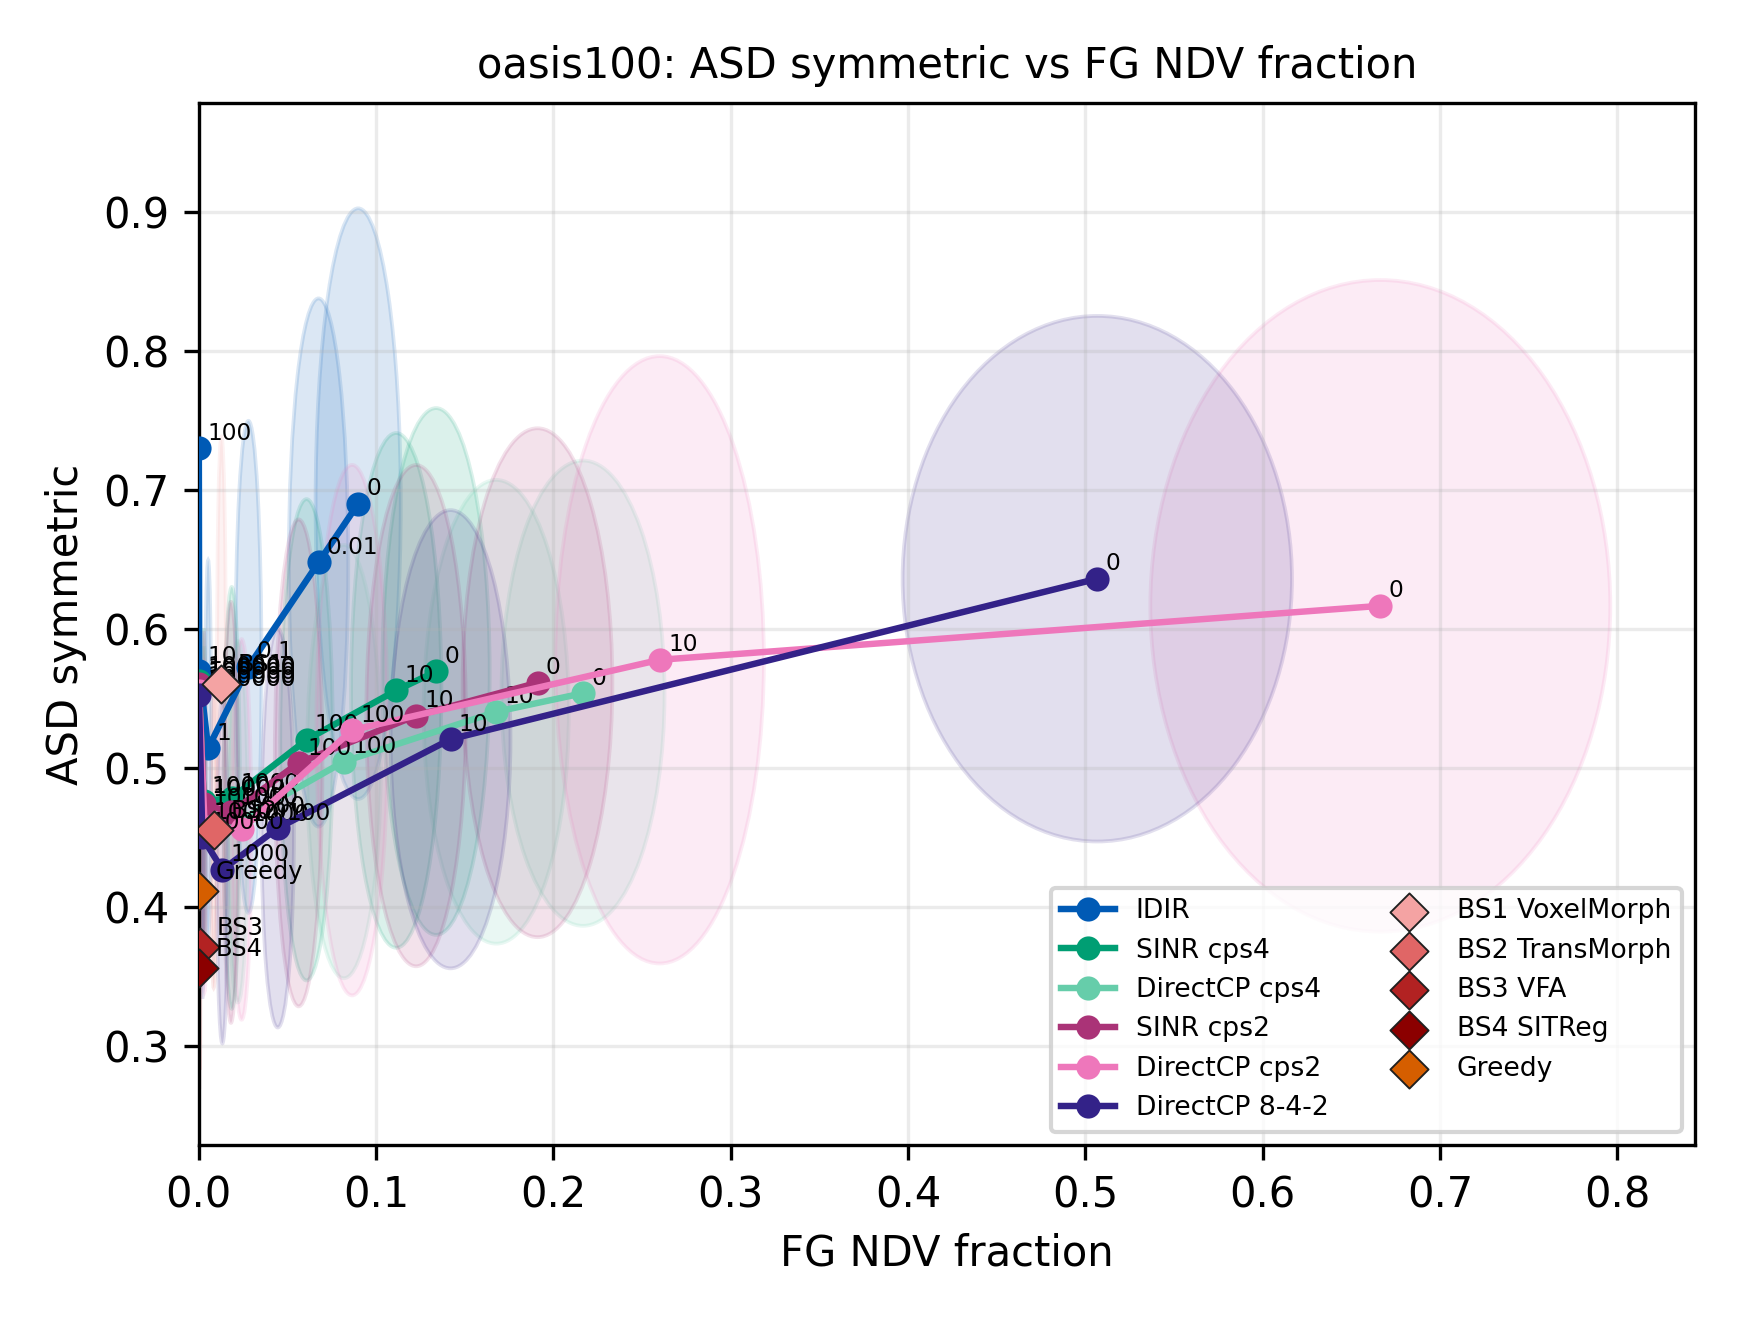 oasis100: ASD symmetric vs FG NDV fraction
ASD symmetric
0.9
0.8
0.7
0.6
0.5
0.4
0.3
100
0
0.01
0.1
10
1
0
10
100
0
10
100
0
10
100
0
10
100
0
10
100
1000
Greedy
BS3
BS4
0.0
0.1
0.2
0.3
0.4
0.5
0.6
0.7
0.8
FG NDV fraction
IDIR
SINR cps4
DirectCP cps4
SINR cps2
DirectCP cps2
DirectCP 8-4-2
BS1 VoxelMorph
BS2 TransMorph
BS3 VFA
BS4 SITReg
Greedy